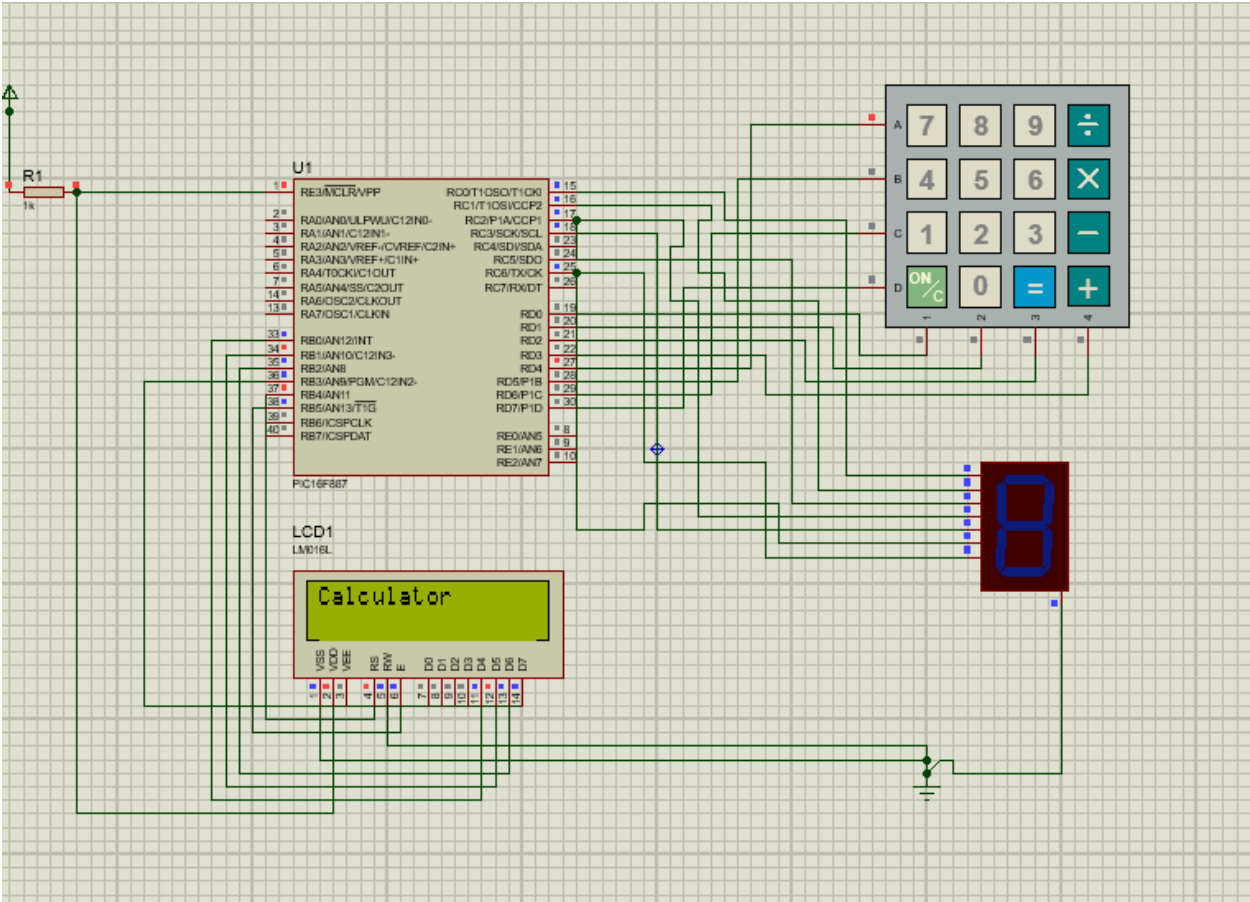 R1
1k
U1
1 RE3/MCLR/VPP
2 RA0/AN0/ULPWU/C12IN0-
3 RA1/AN1/C12IN1-
4 RA2/AN2/VREF-/CVREF/C2IN+
5 RA3/AN3/VREF+/C1IN+
6 RA4/T0CKI/C1OUT
7 RA5/AN4/SS/C2OUT
14 RA6/OSC2/CLKOUT
13 RA7/OSC1/CLKIN
33 RB0/AN12/INT
34 RB1/AN10/C12IN3-
35 RB2/AN8
36 RB3/AN9/PGM/C12IN2-
37 RB4/AN11
38 RB5/AN13/T1G
39 RB6/ICSPCLK
40 RB7/ICSPDAT
RC0/T1OSO/T1CKI 15
RC1/T1OSI/CCP2 16
RC2/P1A/CCP1 17
RC3/SCK/SCL 18
RC4/SDI/SDA 23
RC5/SDO 24
RC6/TX/CK 25
RC7/RX/DT 26
RD0 19
RD1 20
RD2 21
RD3 22
RD4 27
RD5/P1B 28
RD6/P1C 29
RD7/P1D 30
RE0/AN5 8
RE1/AN6 9
RE2/AN7 10
PIC16F887
A 7 8 9 ÷
B 4 5 6 ×
C 1 2 3 −
D ON/C 0 = +
1 2 3 4
8
LCD1
LM016L
Calculator
VSS VDD VEE RS RW E D0 D1 D2 D3 D4 D5 D6 D7
1 2 3 4 5 6 7 8 9 10 11 12 13 14